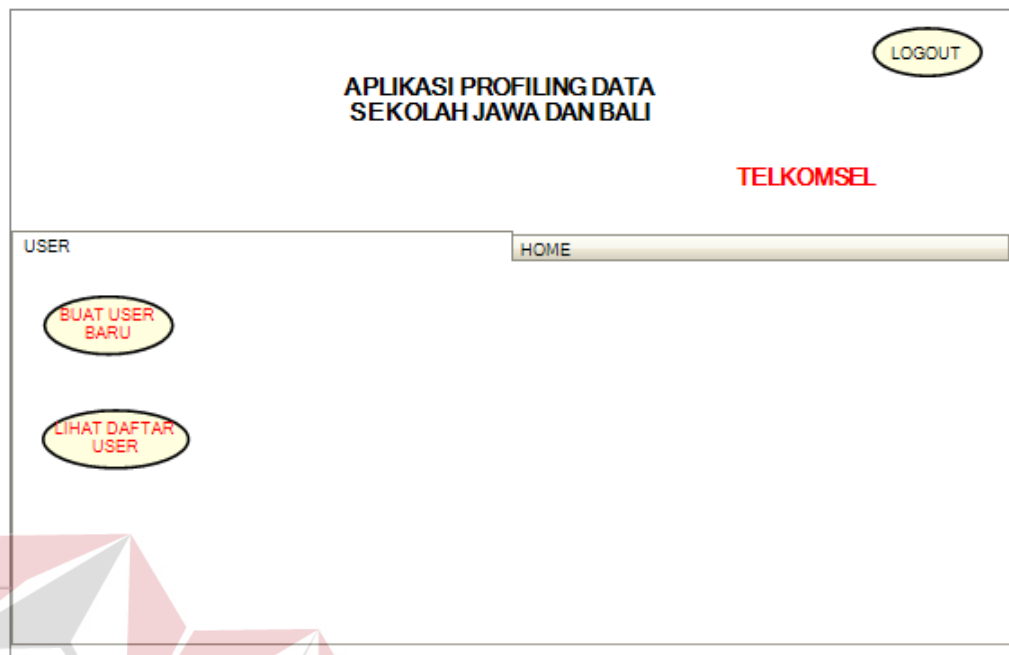 LOGOUT
APLIKASI PROFILING DATA
SEKOLAH JAWA DAN BALI
TELKOMSEL
USER
HOME
BUAT USER
BARU
LIHAT DAFTAR
USER